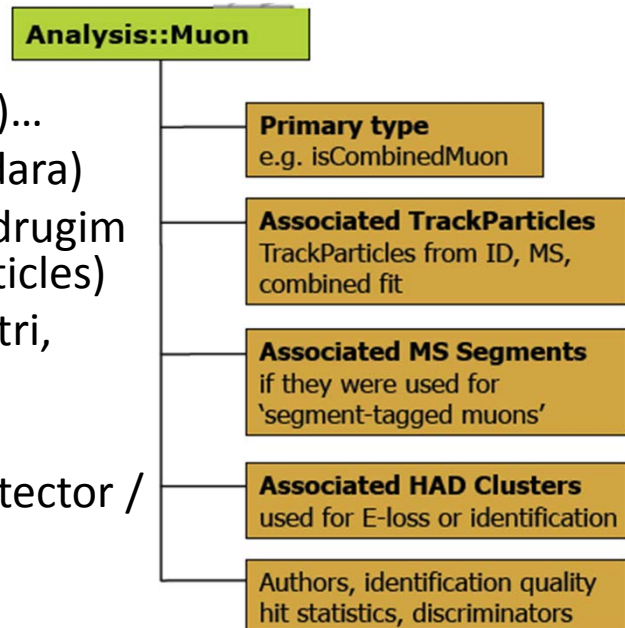 Analysis::Muon
)...
dara)
drugim
ticles)
tri,
tector /
Primary type
e.g. isCombinedMuon
Associated TrackParticles
TrackParticles from ID, MS,
combined fit
Associated MS Segments
if they were used for
‘segment-tagged muons’
Associated HAD Clusters
used for E-loss or identification
Authors, identification quality
hit statistics, discriminators